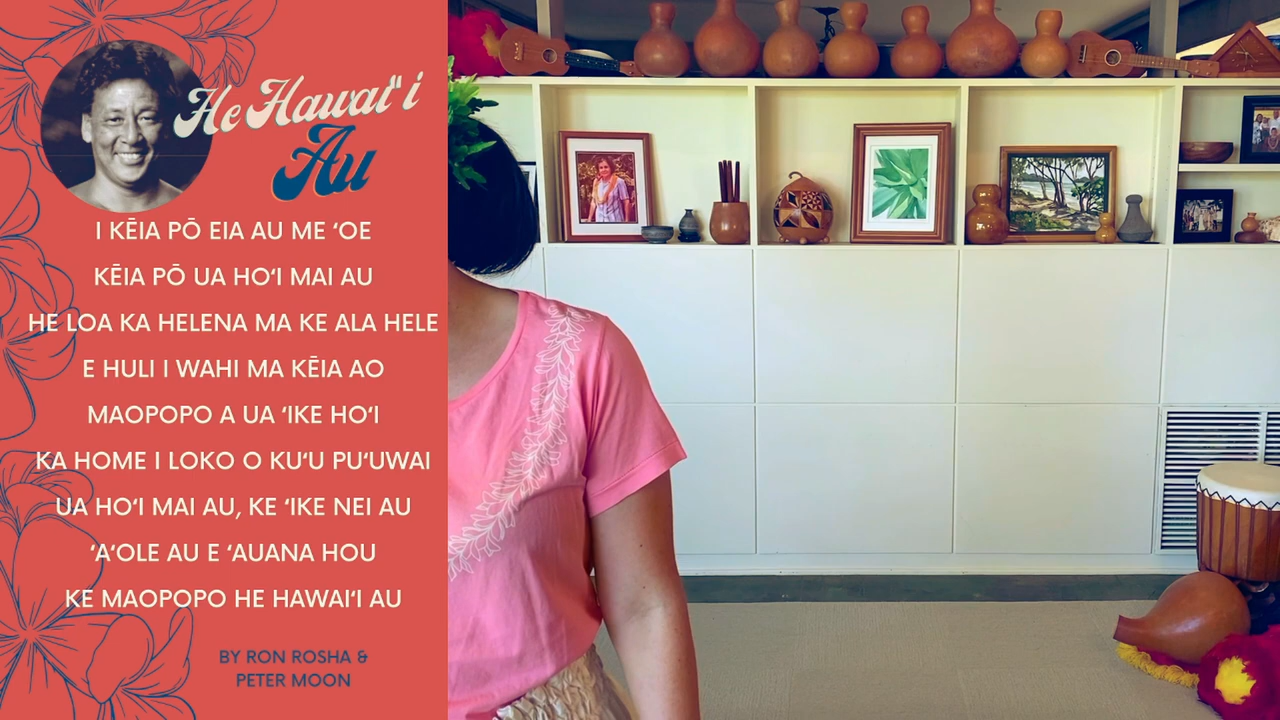 He Hawai'i
Au
I KĒIA PŌ EIA AU ME ʻOE
KĒIA PŌ UA HOʻI MAI AU
HE LOA KA HELENA MA KE ALA HELE
E HULI I WAHI MA KĒIA AO
MAOPOPO A UA ʻIKE HOʻI
KA HOME I LOKO O KUʻU PUʻUWAI
UA HOʻI MAI AU, KE ʻIKE NEI AU
ʻAʻOLE AU E ʻAUANA HOU
KE MAOPOPO HE HAWAIʻI AU
BY RON ROSHA &
PETER MOON